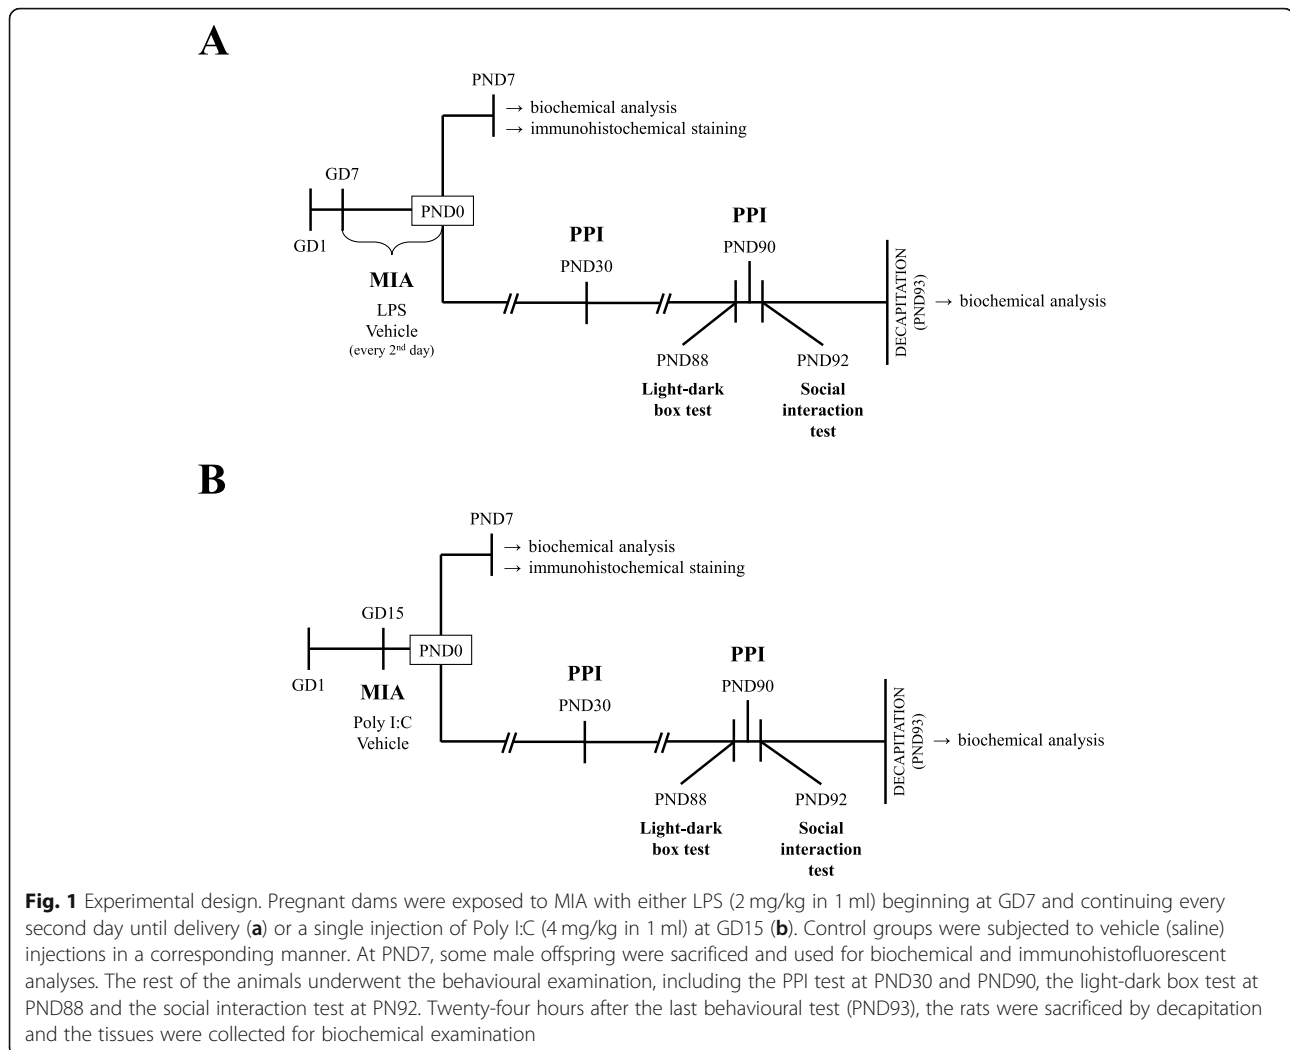 A
PND7
→ biochemical analysis
→ immunohistochemical staining
GD7
PND0
GD1
MIA
LPS
Vehicle
(every 2nd day)
PPI
PND30
PPI
PND90
PND88
Light-dark
box test
PND92
Social
interaction
test
DECAPITATION
(PND93)
→ biochemical analysis
B
PND7
→ biochemical analysis
→ immunohistochemical staining
GD15
PND0
GD1
MIA
Poly I:C
Vehicle
PPI
PND30
PPI
PND90
PND88
Light-dark
box test
PND92
Social
interaction
test
DECAPITATION
(PND93)
→ biochemical analysis
Fig. 1 Experimental design. Pregnant dams were exposed to MIA with either LPS (2 mg/kg in 1 ml) beginning at GD7 and continuing every
second day until delivery (a) or a single injection of Poly I:C (4 mg/kg in 1 ml) at GD15 (b). Control groups were subjected to vehicle (saline)
injections in a corresponding manner. At PND7, some male offspring were sacrificed and used for biochemical and immunohistofluorescent
analyses. The rest of the animals underwent the behavioural examination, including the PPI test at PND30 and PND90, the light-dark box test at
PND88 and the social interaction test at PN92. Twenty-four hours after the last behavioural test (PND93), the rats were sacrificed by decapitation
and the tissues were collected for biochemical examination